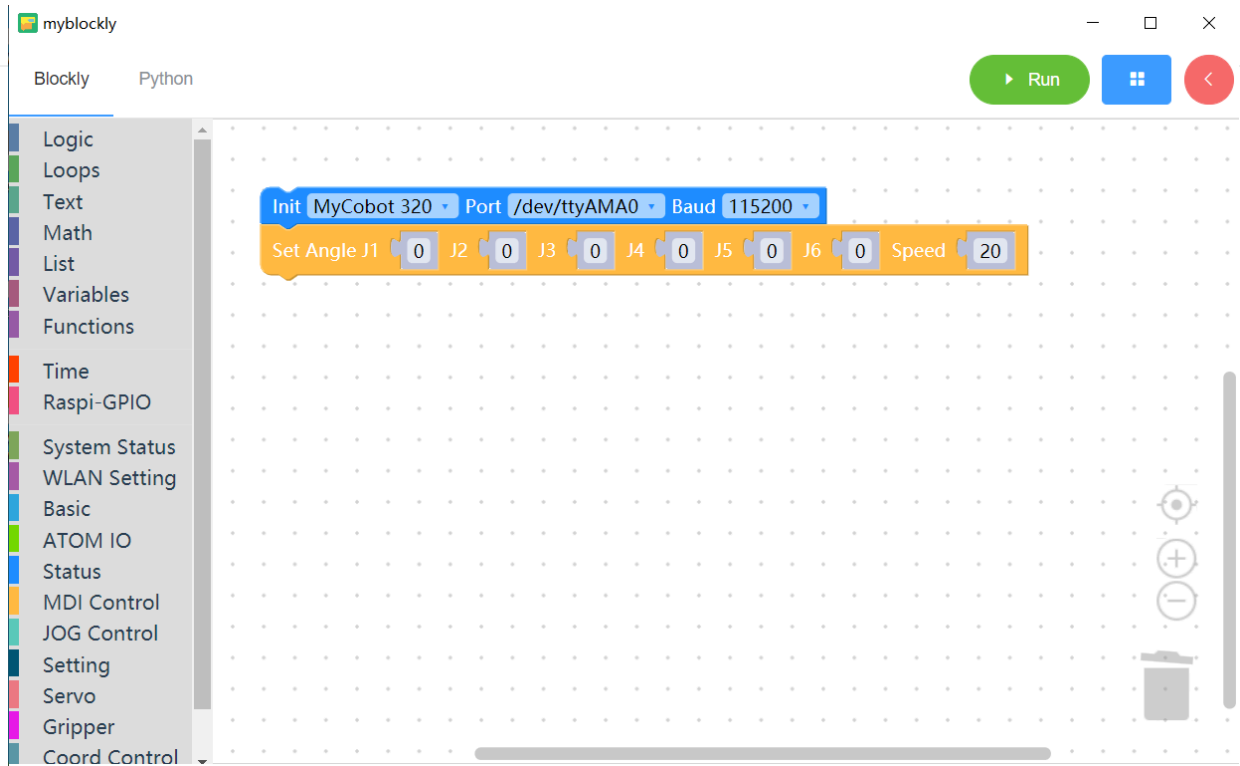 myblockly
Blockly Python Run
Logic
Loops
Text
Math
List
Variables
Functions
Time
Raspi-GPIO
System Status
WLAN Setting
Basic
ATOM IO
Status
MDI Control
JOG Control
Setting
Servo
Gripper
Coord Control
Init MyCobot 320 Port /dev/ttyAMA0 Baud 115200
Set Angle J1 0 J2 0 J3 0 J4 0 J5 0 J6 0 Speed 20